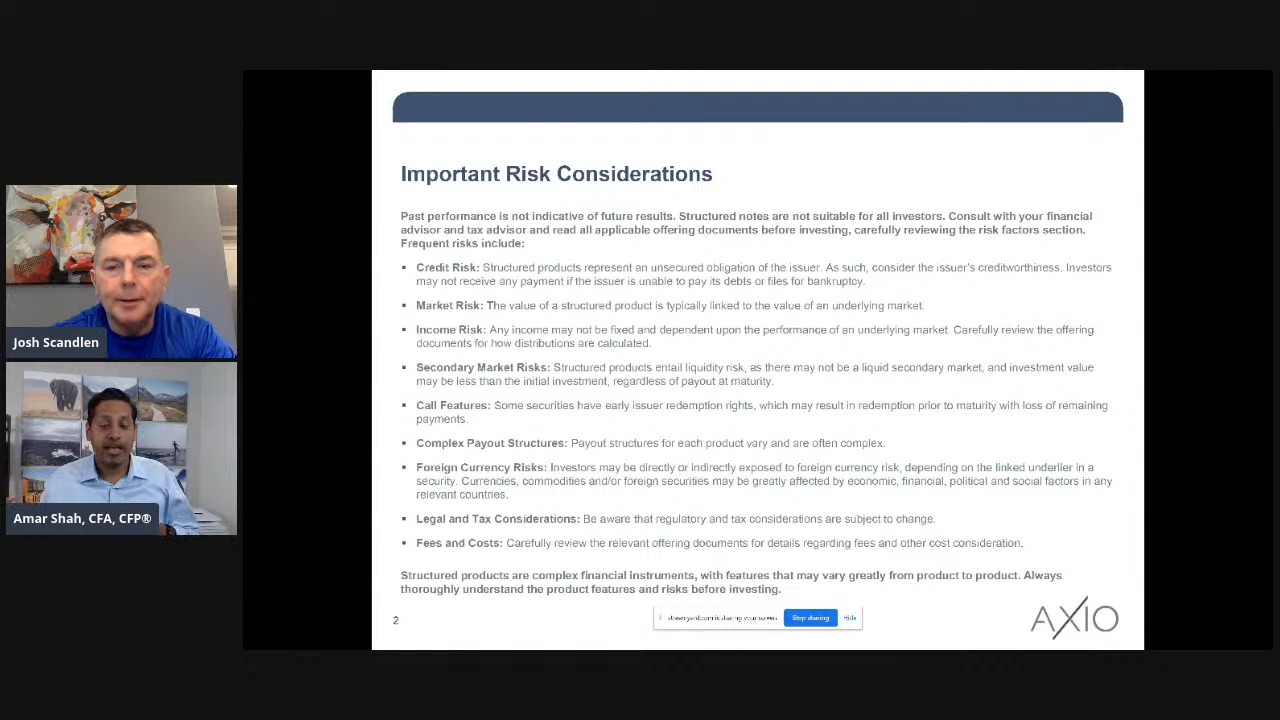 Josh Scandlen
Amar Shah, CFA, CFP®
Important Risk Considerations
Past performance is not indicative of future results. Structured notes are not suitable for all investors. Consult with your financial
advisor and tax advisor and read all applicable offering documents before investing, carefully reviewing the risk factors section.
Frequent risks include:
▪ Credit Risk: Structured products represent an unsecured obligation of the issuer. As such, consider the issuer's creditworthiness. Investors
may not receive any payment if the issuer is unable to pay its debts or files for bankruptcy.
▪ Market Risk: The value of a structured product is typically linked to the value of an underlying market.
▪ Income Risk: Any income may not be fixed and dependent upon the performance of an underlying market. Carefully review the offering
documents for how distributions are calculated.
▪ Secondary Market Risks: Structured products entail liquidity risk, as there may not be a liquid secondary market, and investment value
may be less than the initial investment, regardless of payout at maturity.
▪ Call Features: Some securities have early issuer redemption rights, which may result in redemption prior to maturity with loss of remaining
payments.
▪ Complex Payout Structures: Payout structures for each product vary and are often complex.
▪ Foreign Currency Risks: Investors may be directly or indirectly exposed to foreign currency risk, depending on the linked underlier in a
security. Currencies, commodities and/or foreign securities may be greatly affected by economic, financial, political and social factors in any
relevant countries.
▪ Legal and Tax Considerations: Be aware that regulatory and tax considerations are subject to change.
▪ Fees and Costs: Carefully review the relevant offering documents for details regarding fees and other cost consideration.
Structured products are complex financial instruments, with features that may vary greatly from product to product. Always
thoroughly understand the product features and risks before investing.
2
streamyard.com is sharing your screen.
Stop sharing
Hide
AXIO